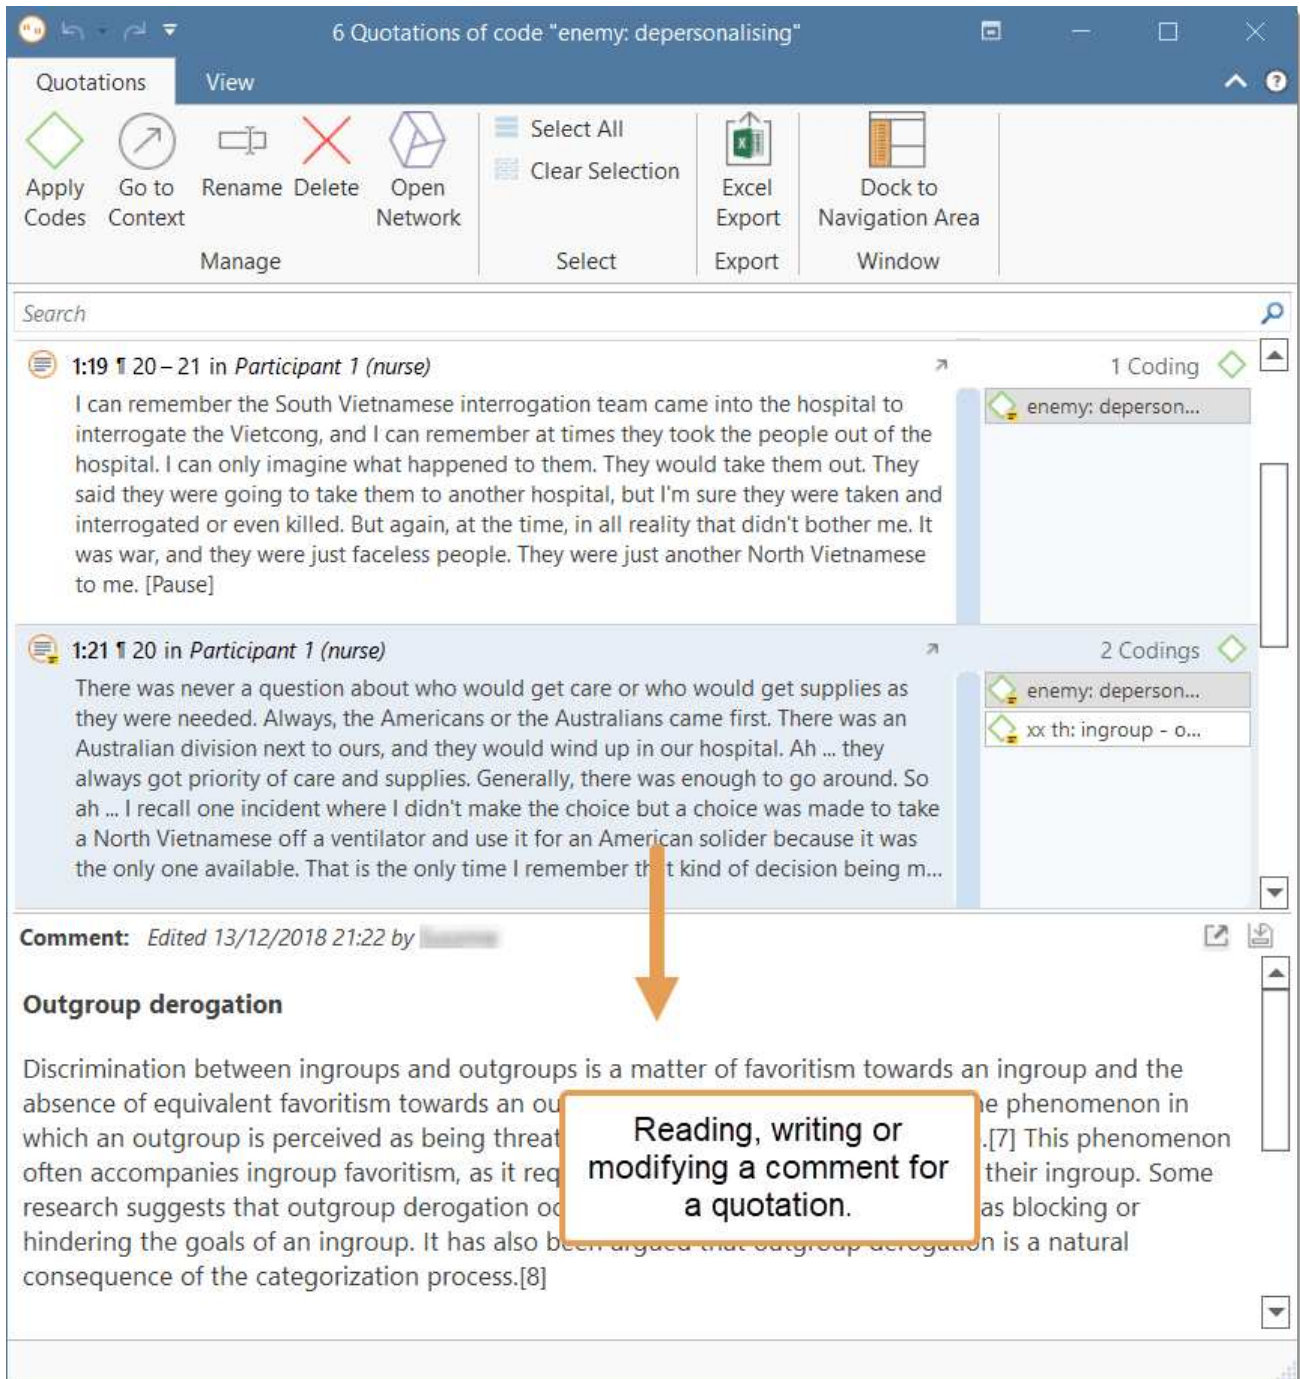 6 Quotations of code "enemy: depersonalising"
Quotations View
Select All
Clear Selection
Apply Codes
Go to Context
Rename
Delete
Open Network
Excel Export
Dock to Navigation Area
Manage Select Export Window
Search
1:19 ¶ 20 – 21 in Participant 1 (nurse)
1 Coding
I can remember the South Vietnamese interrogation team came into the hospital to
enemy: deperson...
interrogate the Vietcong, and I can remember at times they took the people out of the
hospital. I can only imagine what happened to them. They would take them out. They
said they were going to take them to another hospital, but I'm sure they were taken and
interrogated or even killed. But again, at the time, in all reality that didn't bother me. It
was war, and they were just faceless people. They were just another North Vietnamese
to me. [Pause]
1:21 ¶ 20 in Participant 1 (nurse)
2 Codings
There was never a question about who would get care or who would get supplies as
enemy: deperson...
they were needed. Always, the Americans or the Australians came first. There was an
xx th: ingroup - o...
Australian division next to ours, and they would wind up in our hospital. Ah ... they
always got priority of care and supplies. Generally, there was enough to go around. So
ah ... I recall one incident where I didn't make the choice but a choice was made to take
a North Vietnamese off a ventilator and use it for an American solider because it was
the only one available. That is the only time I remember that kind of decision being m...
Comment: Edited 13/12/2018 21:22 by
Outgroup derogation
Discrimination between ingroups and outgroups is a matter of favoritism towards an ingroup and the
absence of equivalent favoritism towards an ou
e phenomenon in
which an outgroup is perceived as being threat
.[7] This phenomenon
often accompanies ingroup favoritism, as it req
their ingroup. Some
research suggests that outgroup derogation oc
as blocking or
hindering the goals of an ingroup. It has also been argued that outgroup derogation is a natural
consequence of the categorization process.[8]
Reading, writing or
modifying a comment for
a quotation.